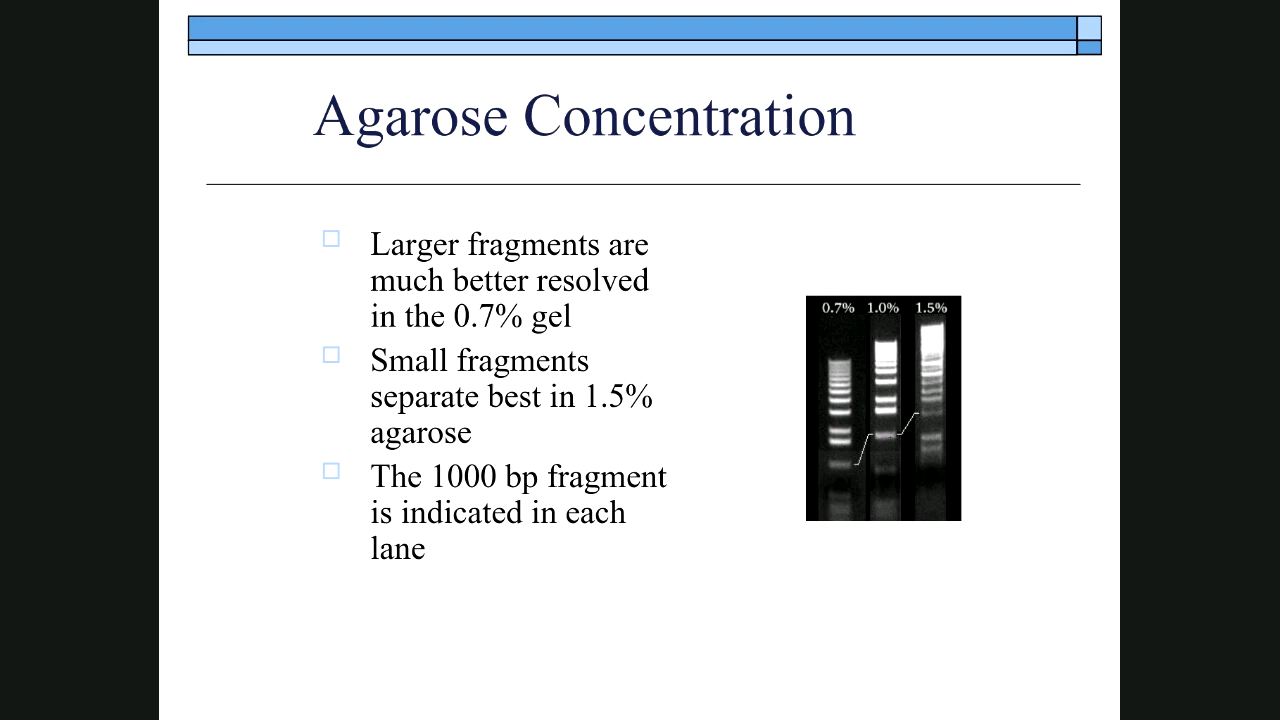 Agarose Concentration
Larger fragments are
much better resolved
in the 0.7% gel
Small fragments
separate best in 1.5%
agarose
The 1000 bp fragment
is indicated in each
lane
0.7% 1.0% 1.5%